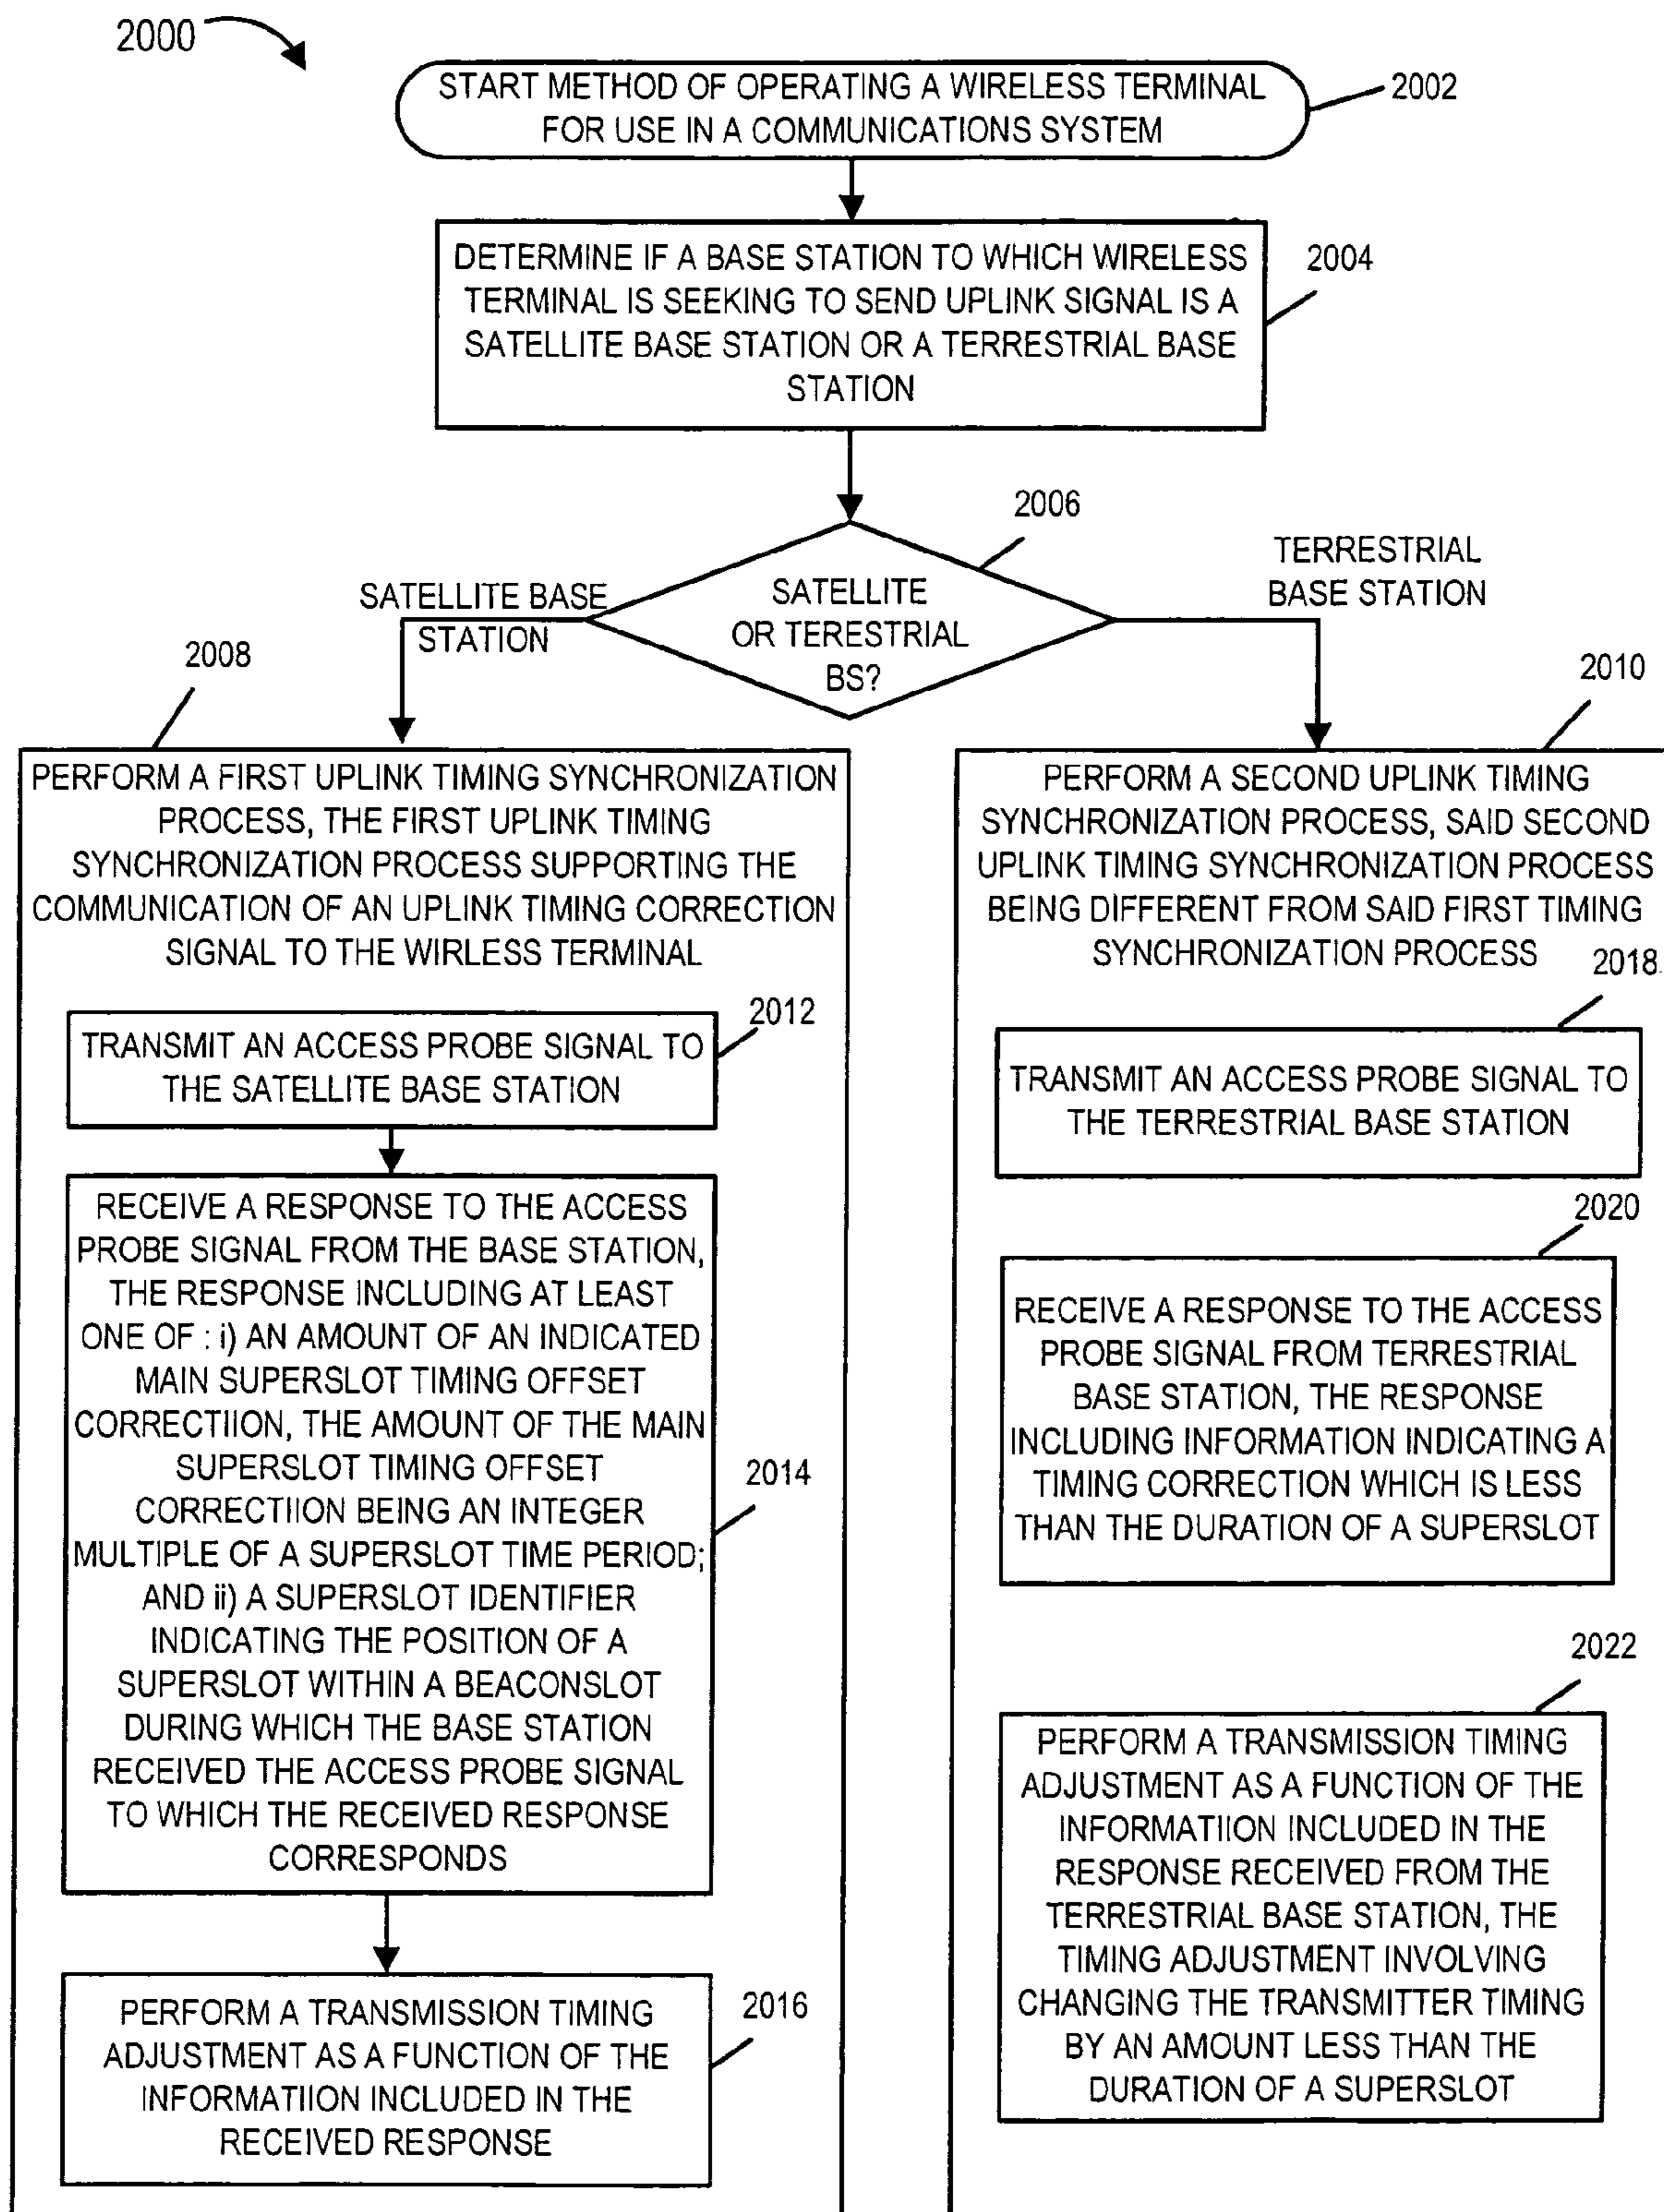 2000
START METHOD OF OPERATING A WIRELESS TERMINAL
FOR USE IN A COMMUNICATIONS SYSTEM
2002
DETERMINE IF A BASE STATION TO WHICH WIRELESS
TERMINAL IS SEEKING TO SEND UPLINK SIGNAL IS A
SATELLITE BASE STATION OR A TERRESTRIAL BASE
STATION
2004
2006
SATELLITE
OR TERESTRIAL
BS?
SATELLITE BASE
STATION
TERRESTRIAL
BASE STATION
2008
PERFORM A FIRST UPLINK TIMING SYNCHRONIZATION
PROCESS, THE FIRST UPLINK TIMING
SYNCHRONIZATION PROCESS SUPPORTING THE
COMMUNICATION OF AN UPLINK TIMING CORRECTION
SIGNAL TO THE WIRLESS TERMINAL
2012
TRANSMIT AN ACCESS PROBE SIGNAL TO
THE SATELLITE BASE STATION
RECEIVE A RESPONSE TO THE ACCESS
PROBE SIGNAL FROM THE BASE STATION,
THE RESPONSE INCLUDING AT LEAST
ONE OF : i) AN AMOUNT OF AN INDICATED
MAIN SUPERSLOT TIMING OFFSET
CORRECTIION, THE AMOUNT OF THE MAIN
SUPERSLOT TIMING OFFSET
CORRECTIION BEING AN INTEGER
MULTIPLE OF A SUPERSLOT TIME PERIOD;
AND ii) A SUPERSLOT IDENTIFIER
INDICATING THE POSITION OF A
SUPERSLOT WITHIN A BEACONSLOT
DURING WHICH THE BASE STATION
RECEIVED THE ACCESS PROBE SIGNAL
TO WHICH THE RECEIVED RESPONSE
CORRESPONDS
2014
PERFORM A TRANSMISSION TIMING
ADJUSTMENT AS A FUNCTION OF THE
INFORMATIION INCLUDED IN THE
RECEIVED RESPONSE
2016
2010
PERFORM A SECOND UPLINK TIMING
SYNCHRONIZATION PROCESS, SAID SECOND
UPLINK TIMING SYNCHRONIZATION PROCESS
BEING DIFFERENT FROM SAID FIRST TIMING
SYNCHRONIZATION PROCESS
2018
TRANSMIT AN ACCESS PROBE SIGNAL TO
THE TERRESTRIAL BASE STATION
2020
RECEIVE A RESPONSE TO THE ACCESS
PROBE SIGNAL FROM TERRESTRIAL
BASE STATION, THE RESPONSE
INCLUDING INFORMATION INDICATING A
TIMING CORRECTION WHICH IS LESS
THAN THE DURATION OF A SUPERSLOT
2022
PERFORM A TRANSMISSION TIMING
ADJUSTMENT AS A FUNCTION OF THE
INFORMATIION INCLUDED IN THE
RESPONSE RECEIVED FROM THE
TERRESTRIAL BASE STATION, THE
TIMING ADJUSTMENT INVOLVING
CHANGING THE TRANSMITTER TIMING
BY AN AMOUNT LESS THAN THE
DURATION OF A SUPERSLOT